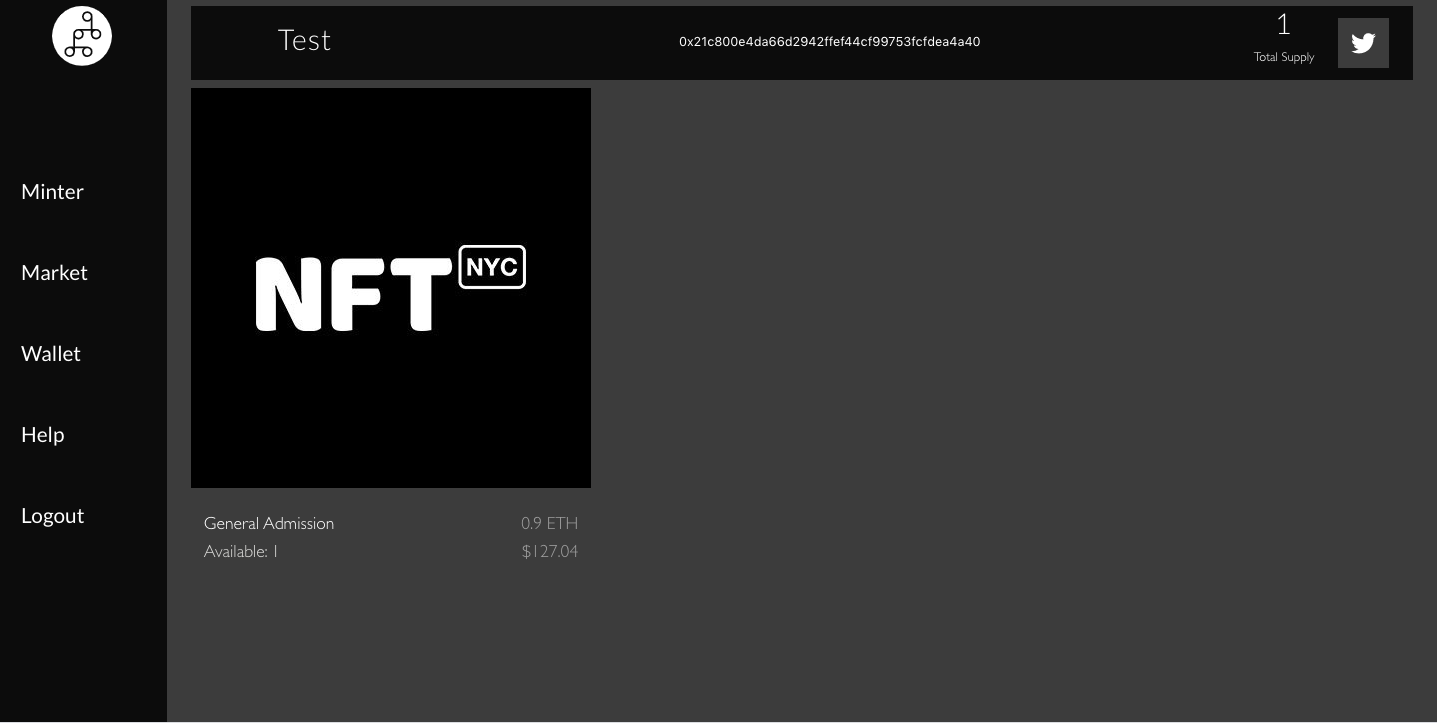 Test
0x21c800e4da66d2942ffef44cf99753fcfdea4a40
1
Total Supply
Minter
Market
Wallet
Help
Logout
NFT NYC
General Admission
0.9 ETH
Available: 1
$127.04